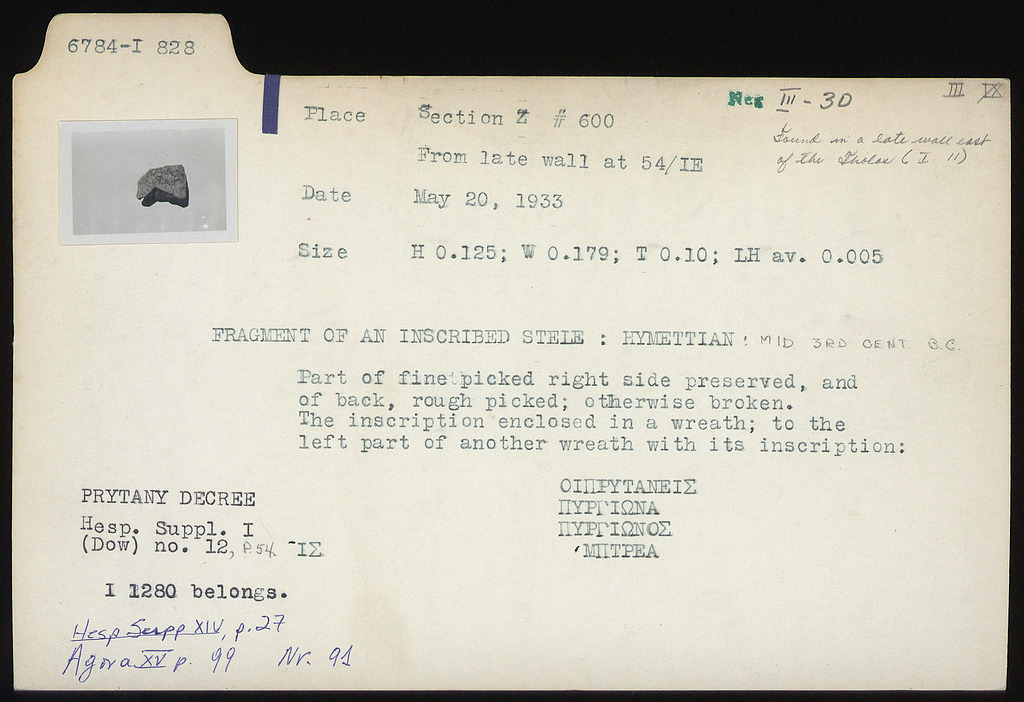 6784-I 828
Neg III - 30
III IX
Place Section Z # 600
Found in a late wall east
of the Tholos (I 11)
From late wall at 54/IE
Date May 20, 1933
Size H 0.125; W 0.179; T 0.10; LH av. 0.005
FRAGMENT OF AN INSCRIBED STELE : HYMETTIAN : MID 3RD CENT. B.C.
Part of fine picked right side preserved, and
of back, rough picked; otherwise broken.
The inscription enclosed in a wreath; to the
left part of another wreath with its inscription:
PRYTANY DECREE
Hesp. Suppl. I
(Dow) no. 12, P.54
-ΙΣ
ΟΙΠΡΥΤΑΝΕΙΣ
ΠΥΡΓΙΩΝΑ
ΠΥΡΓΙΩΝΟΣ
ʹΜΠΤΡΕΑ
I 1280 belongs.
Hesp Supp XIV, p.27
Agora XV p. 99 Nr. 91